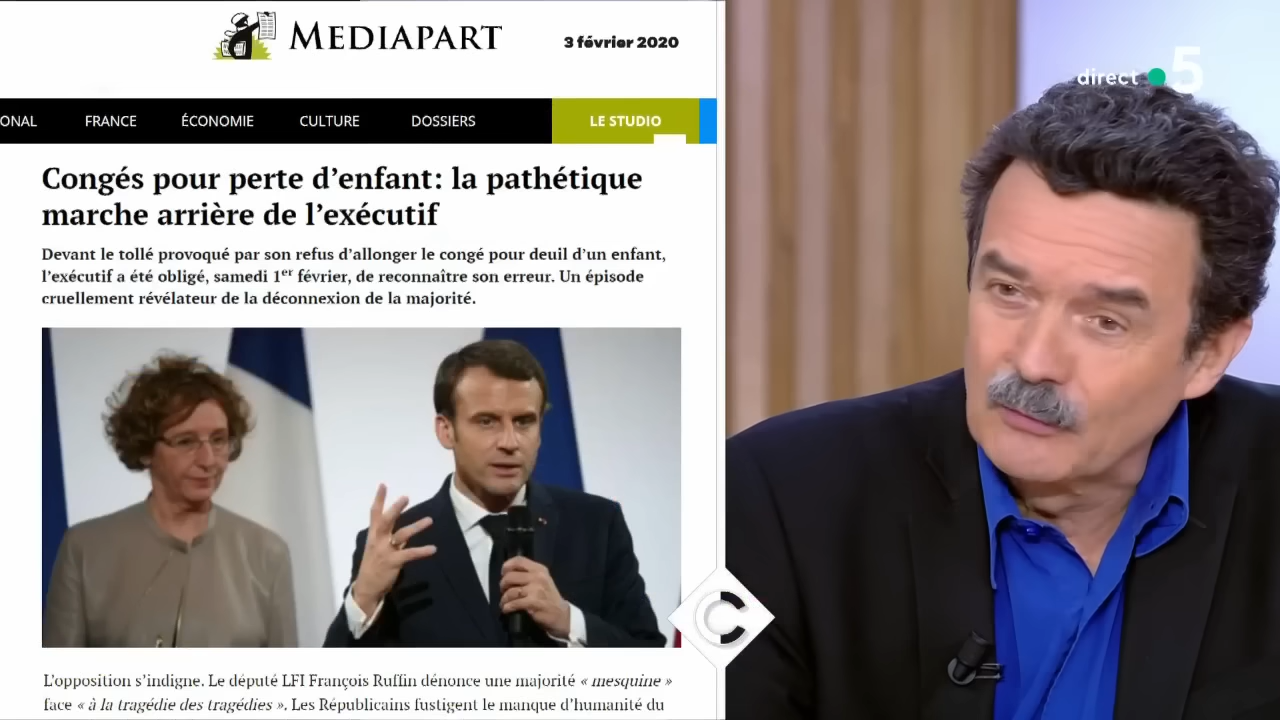 MEDIAPART
3 février 2020
direct 5
ONAL FRANCE ÉCONOMIE CULTURE DOSSIERS LE STUDIO
Congés pour perte d’enfant: la pathétique
marche arrière de l’exécutif
Devant le tollé provoqué par son refus d’allonger le congé pour deuil d’un enfant,
l’exécutif a été obligé, samedi 1er février, de reconnaître son erreur. Un épisode
cruellement révélateur de la déconnexion de la majorité.
C
L’opposition s’indigne. Le député LFI François Ruffin dénonce une majorité « mesquine »
face « à la tragédie des tragédies ». Les Républicains fustigent le manque d’humanité du